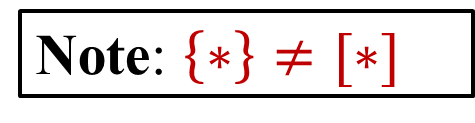 Note: {*} ≠ [*]